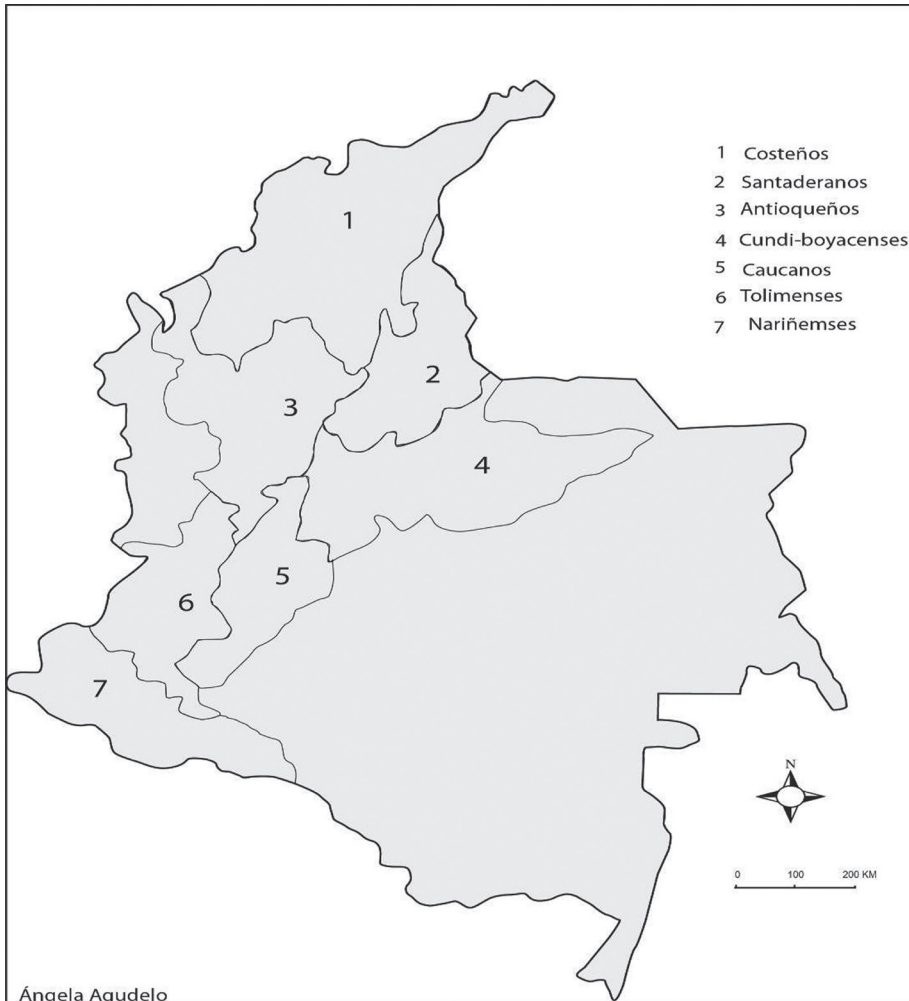 1 Costeños
2 Santaderanos
3 Antioqueños
4 Cundi-boyacenses
5 Caucanos
6 Tolimenses
7 Nariñemses
1
2
3
4
5
6
7
N
0 100 200 KM
Ángela Agudelo